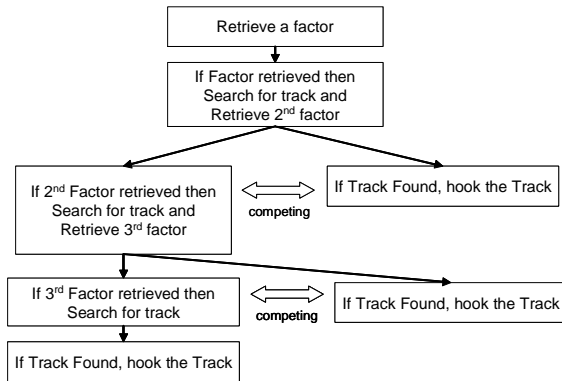 Retrieve a factor
If Factor retrieved then
Search for track and
Retrieve 2nd factor
If 2nd Factor retrieved then
Search for track and
Retrieve 3rd factor
competing
If Track Found, hook the Track
If 3rd Factor retrieved then
Search for track
competing
If Track Found, hook the Track
If Track Found, hook the Track